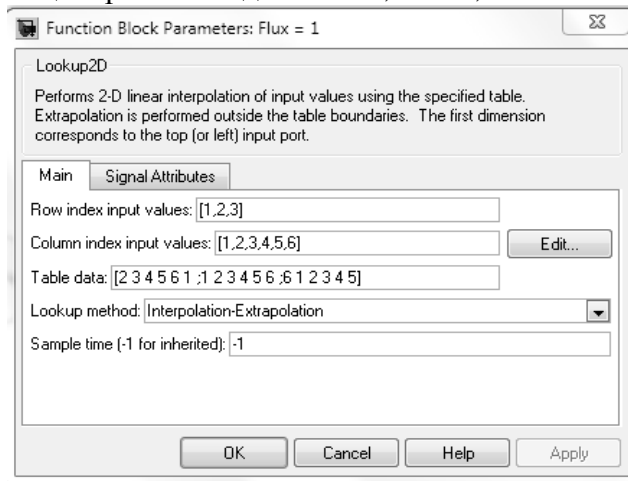 Function Block Parameters: Flux = 1
Lookup2D
Performs 2-D linear interpolation of input values using the specified table.
Extrapolation is performed outside the table boundaries. The first dimension
corresponds to the top (or left) input port.
Main Signal Attributes
Row index input values: [1,2,3]
Column index input values: [1,2,3,4,5,6] Edit...
Table data: [2 3 4 5 6 1 ;1 2 3 4 5 6 ;6 1 2 3 4 5]
Lookup method: Interpolation-Extrapolation
Sample time (-1 for inherited): -1
OK Cancel Help Apply